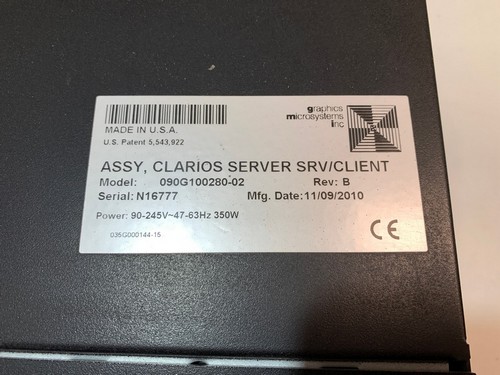 graphics
microsystems
inc
MADE IN U.S.A.
U.S. Patent 5,543,922
ASSY, CLARIOS SERVER SRV/CLIENT
Model: 090G100280-02 Rev: B
Serial: N16777 Mfg. Date:11/09/2010
Power: 90-245V~47-63Hz 350W
035G000144-15
CE